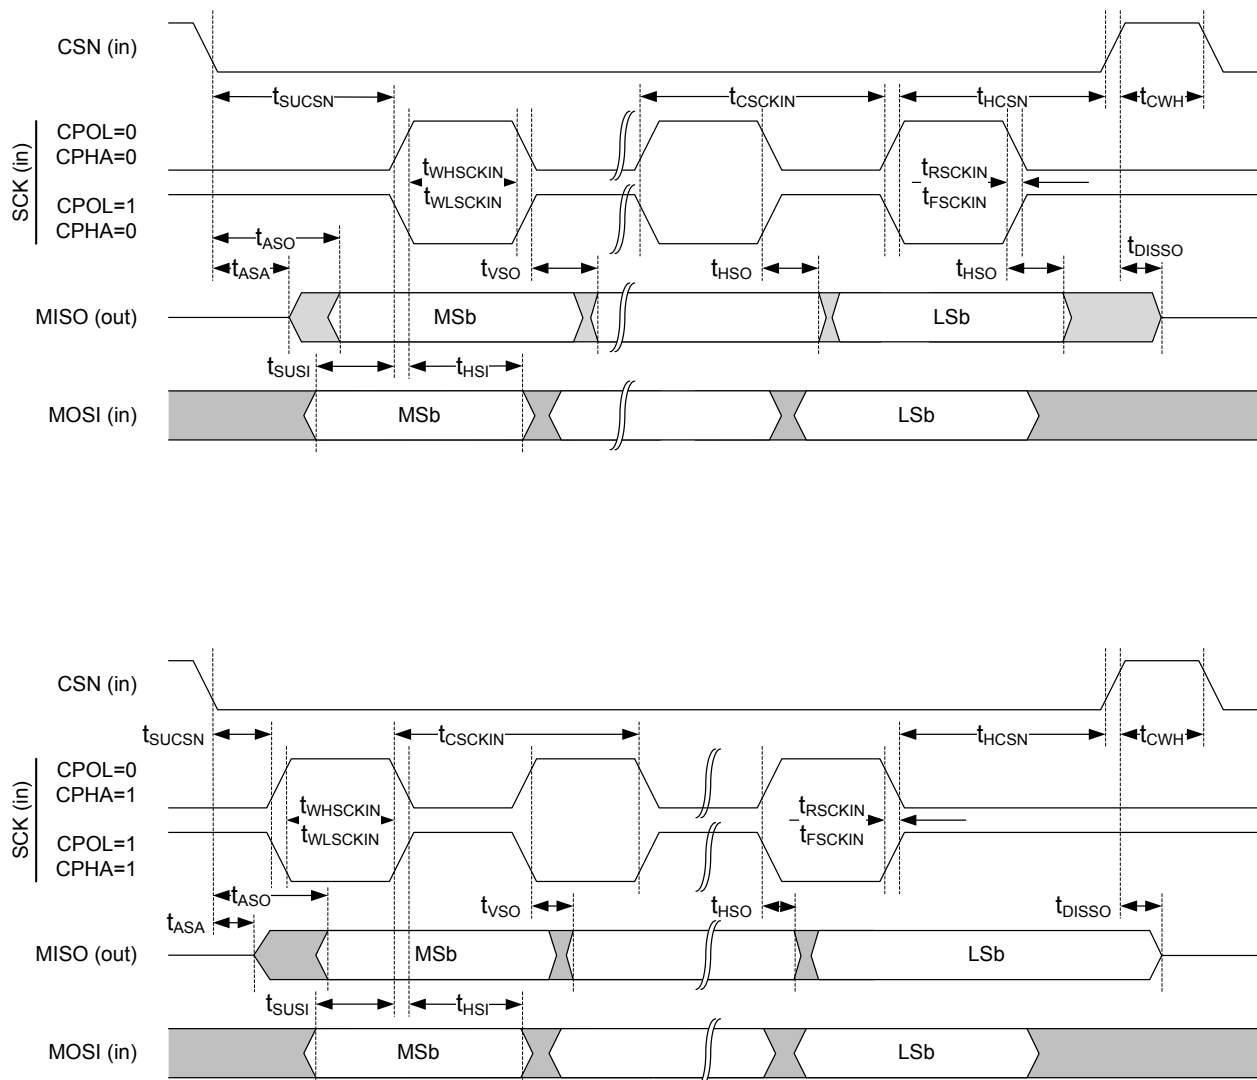 CSN (in)
tSUCSN
tCSCKIN
tHCSN
tCWH
SCK (in)
CPOL=0
CPHA=0
tWHSCKIN
tWLSCKIN
tRSCKIN
tFSCKIN
CPOL=1
CPHA=0
tASO
tASA
tVSO
tHSO
tHSO
tDISSO
MISO (out)
MSb
LSb
tSUSI
tHSI
MOSI (in)
MSb
LSb
CSN (in)
tSUCSN
tCSCKIN
tHCSN
tCWH
SCK (in)
CPOL=0
CPHA=1
tWHSCKIN
tWLSCKIN
tRSCKIN
tFSCKIN
CPOL=1
CPHA=1
tASO
tASA
tVSO
tHSO
tDISSO
MISO (out)
MSb
LSb
tSUSI
tHSI
MOSI (in)
MSb
LSb